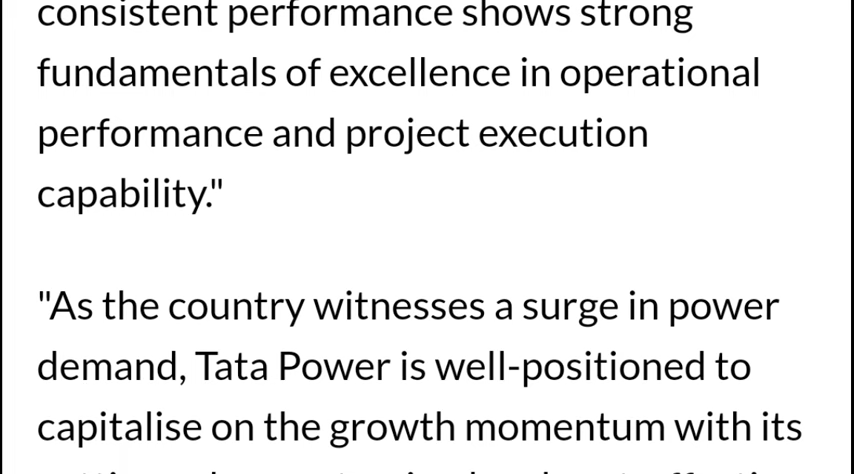 consistent performance shows strong
fundamentals of excellence in operational
performance and project execution
capability."
"As the country witnesses a surge in power
demand, Tata Power is well-positioned to
capitalise on the growth momentum with its